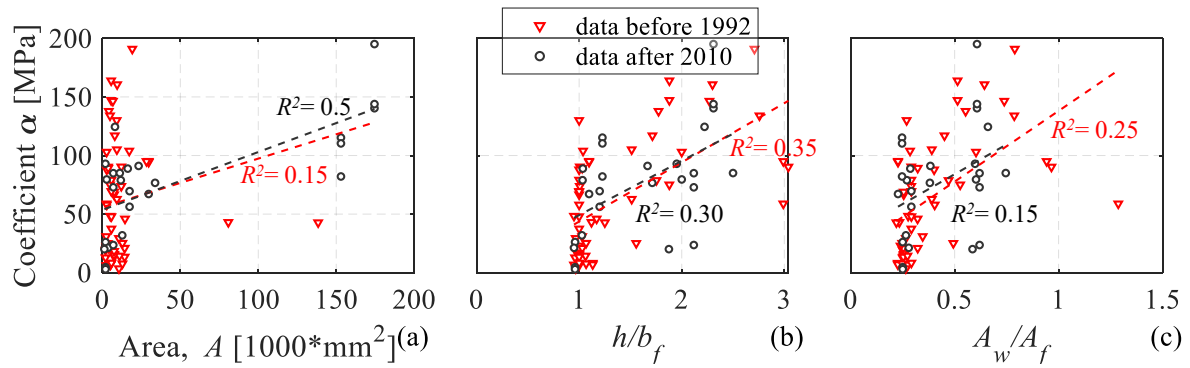 data before 1992
data after 2010
Coefficient α [MPa]
200
150
100
50
0
R²= 0.5
R²= 0.15
0 50 100 150 200
Area, A [1000*mm²] (a)
R²= 0.35
R²= 0.30
0 1 2 3
h/b_f (b)
R²= 0.25
R²= 0.15
0 0.5 1 1.5
A_w/A_f (c)